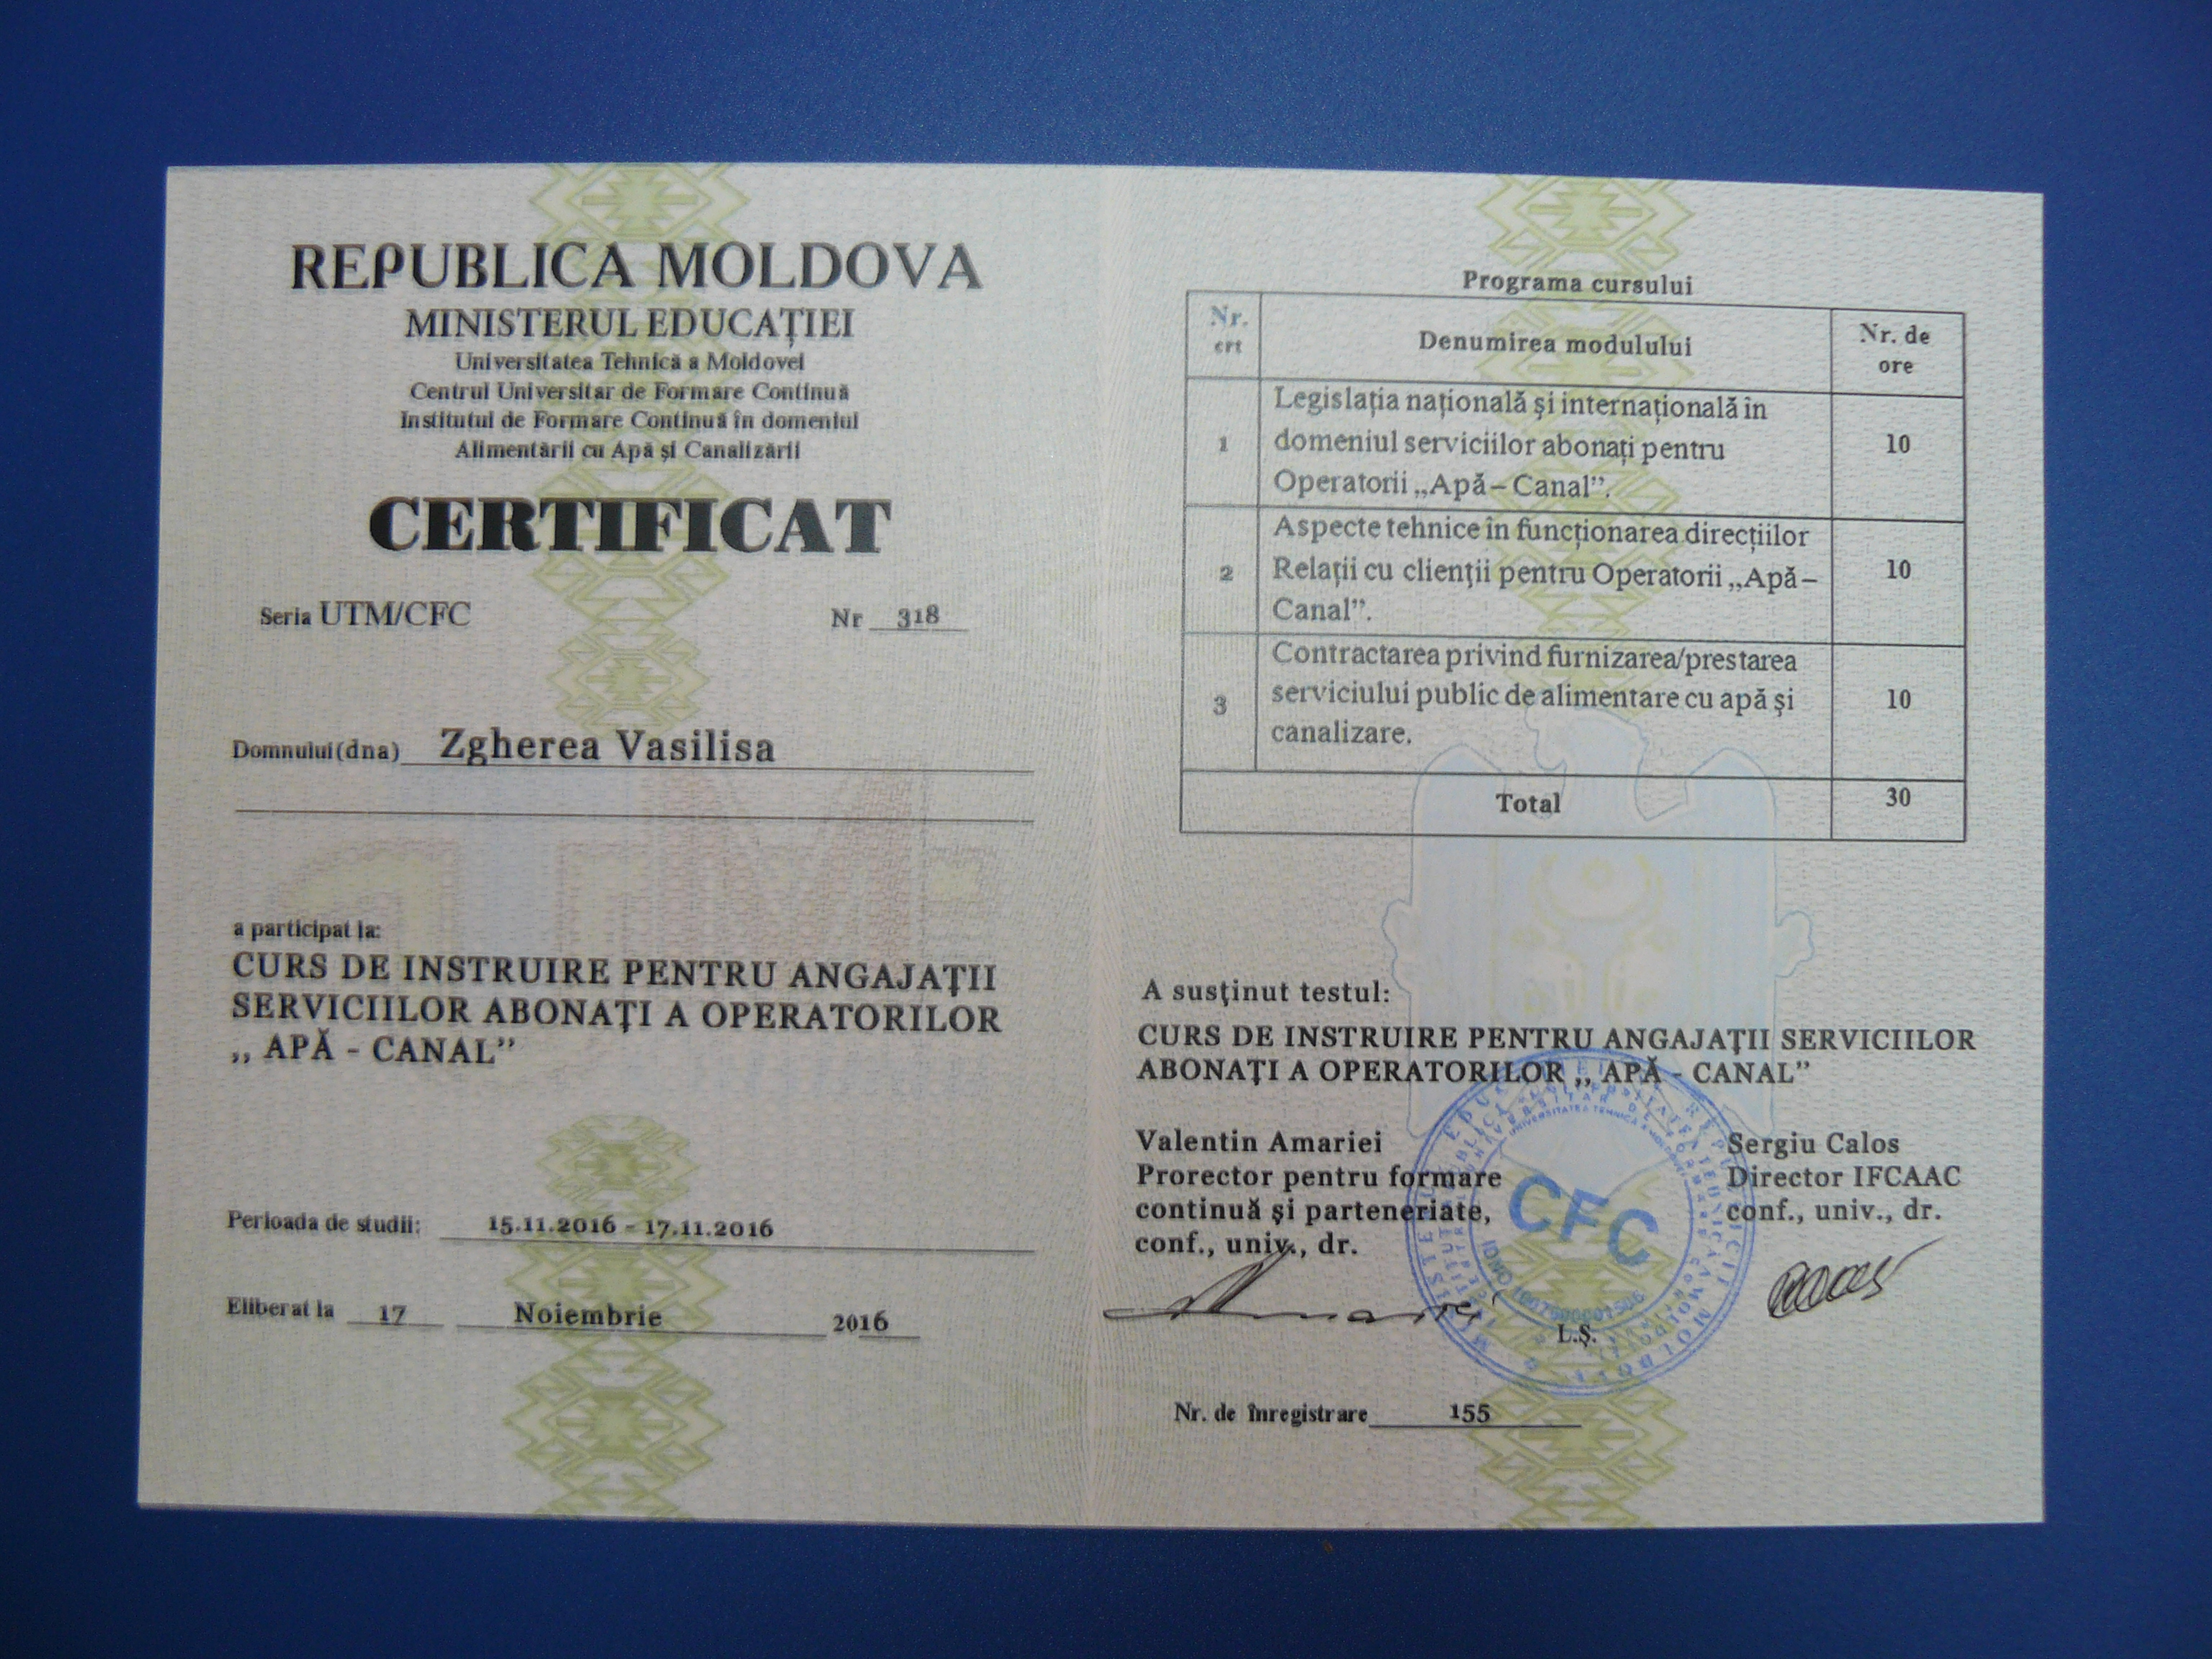 REPUBLICA MOLDOVA
MINISTERUL EDUCAȚIEI
Universitatea Tehnică a Moldovei
Centrul Universitar de Formare Continuă
Institutul de Formare Continuă în domeniul
Alimentării cu Apă și Canalizării
CERTIFICAT
Seria UTM/CFC Nr 318
Domnului(dna) Zgherea Vasilisa
a participat la:
CURS DE INSTRUIRE PENTRU ANGAJAȚII
SERVICIILOR ABONAȚI A OPERATORILOR
,, APĂ - CANAL”
Perioada de studii: 15.11.2016 - 17.11.2016
Eliberat la 17 Noiembrie 2016
Programa cursului
Nr. crt Denumirea modulului Nr. de ore
1 Legislația națională și internațională în
domeniul serviciilor abonați pentru 10
Operatorii „Apă – Canal”.
Aspecte tehnice în funcționarea direcțiilor
2 Relații cu clienții pentru Operatorii „Apă – 10
Canal”.
Contractarea privind furnizarea/prestarea
3 serviciului public de alimentare cu apă și 10
canalizare.
Total 30
A susținut testul:
CURS DE INSTRUIRE PENTRU ANGAJAȚII SERVICIILOR
ABONAȚI A OPERATORILOR ,, APĂ - CANAL”
Valentin Amariei
Prorector pentru formare
continuă și parteneriate,
conf., univ., dr.
Sergiu Calos
Director IFCAAC
conf., univ., dr.
CFC
L.Ș.
Nr. de înregistrare 155